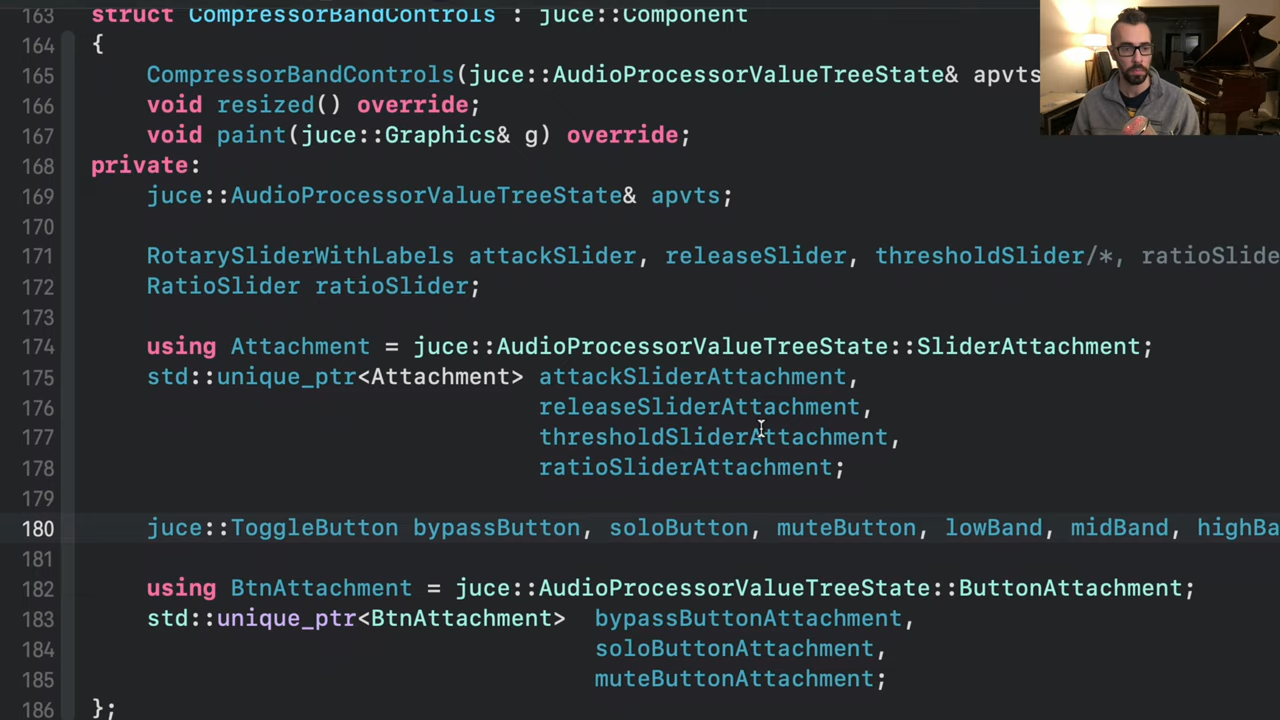 163 struct CompressorBandControls : juce::Component
164 {
165 CompressorBandControls(juce::AudioProcessorValueTreeState& apvts
166 void resized() override;
167 void paint(juce::Graphics& g) override;
168 private:
169 juce::AudioProcessorValueTreeState& apvts;
170
171 RotarySliderWithLabels attackSlider, releaseSlider, thresholdSlider/*, ratioSlide
172 RatioSlider ratioSlider;
173
174 using Attachment = juce::AudioProcessorValueTreeState::SliderAttachment;
175 std::unique_ptr<Attachment> attackSliderAttachment,
176 releaseSliderAttachment,
177 thresholdSliderAttachment,
178 ratioSliderAttachment;
179
180 juce::ToggleButton bypassButton, soloButton, muteButton, lowBand, midBand, highBa
181
182 using BtnAttachment = juce::AudioProcessorValueTreeState::ButtonAttachment;
183 std::unique_ptr<BtnAttachment> bypassButtonAttachment,
184 soloButtonAttachment,
185 muteButtonAttachment;
186 };